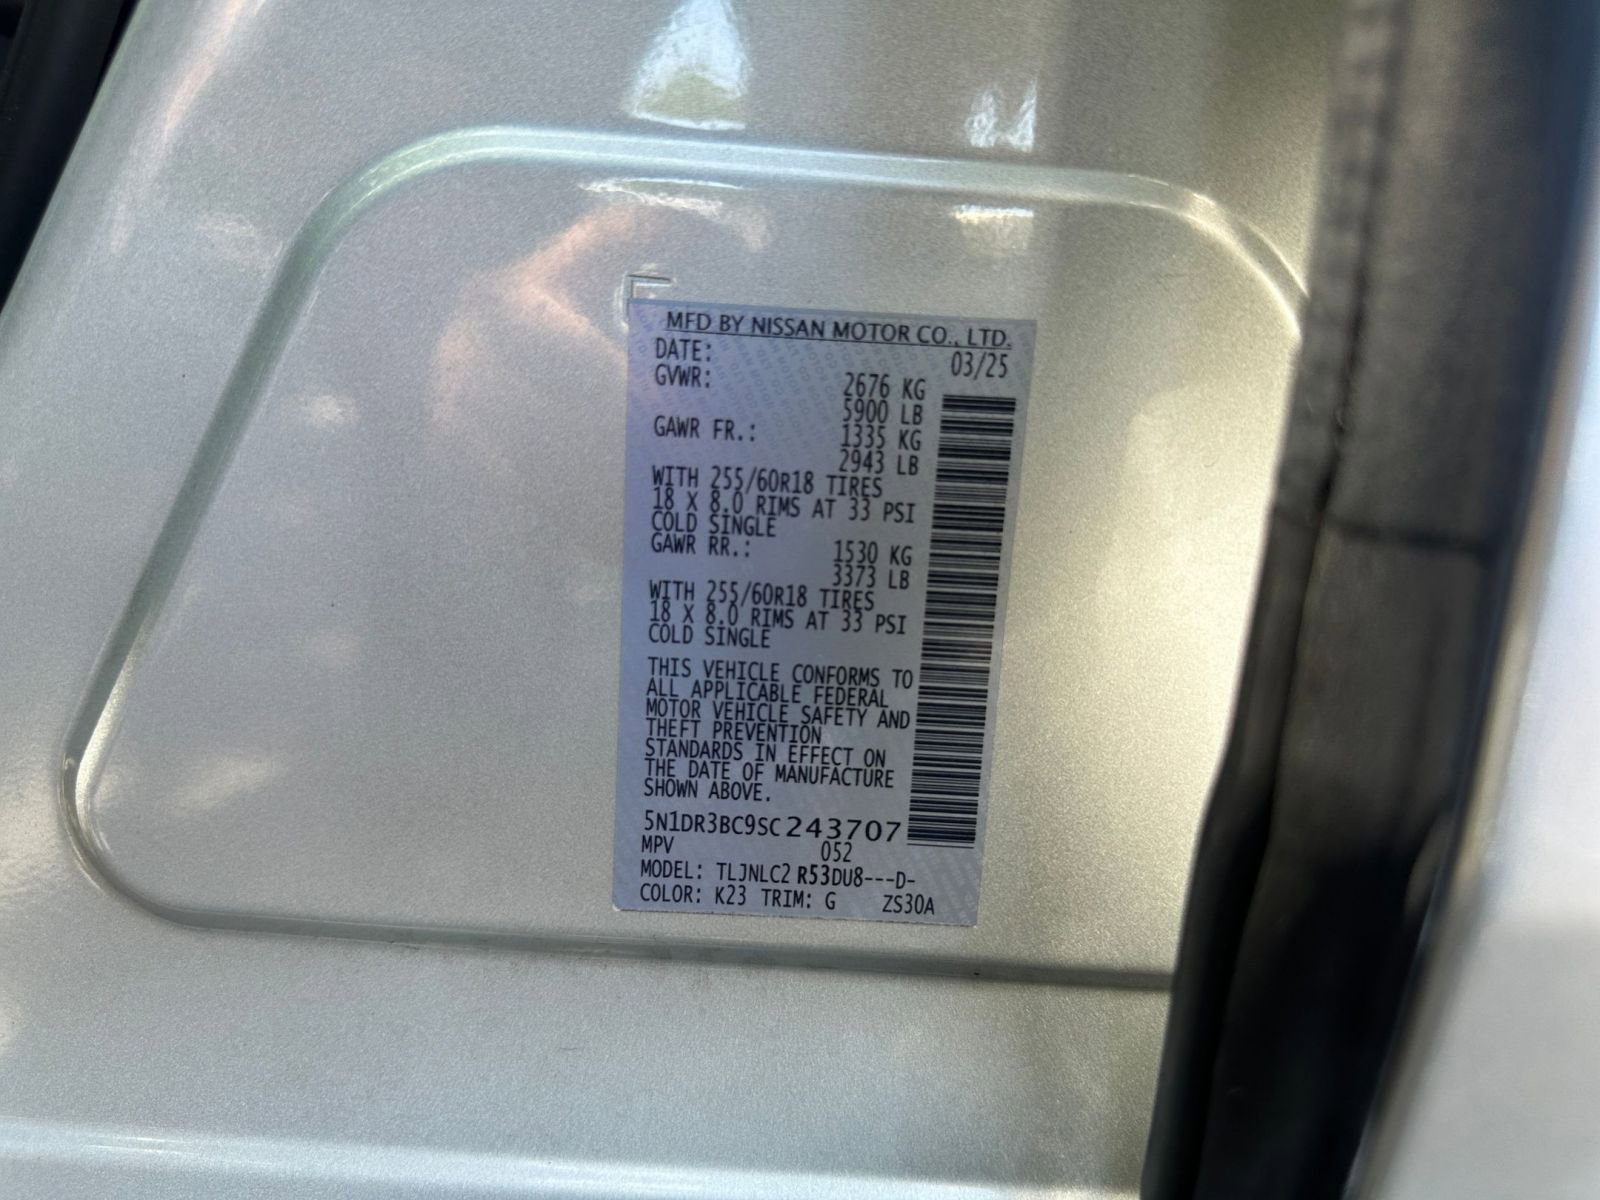 MFD BY NISSAN MOTOR CO., LTD.
DATE: 03/25
GVWR: 2676 KG
5900 LB
GAWR FR.: 1335 KG
2943 LB
WITH 255/60R18 TIRES
18 X 8.0 RIMS AT 33 PSI
COLD SINGLE
GAWR RR.: 1530 KG
3373 LB
WITH 255/60R18 TIRES
18 X 8.0 RIMS AT 33 PSI
COLD SINGLE
THIS VEHICLE CONFORMS TO
ALL APPLICABLE FEDERAL
MOTOR VEHICLE SAFETY AND
THEFT PREVENTION
STANDARDS IN EFFECT ON
THE DATE OF MANUFACTURE
SHOWN ABOVE.
5N1DR3BC9SC243707
MPV 052
MODEL: TLJNLC2 R53DU8---D-
COLOR: K23 TRIM: G ZS30A